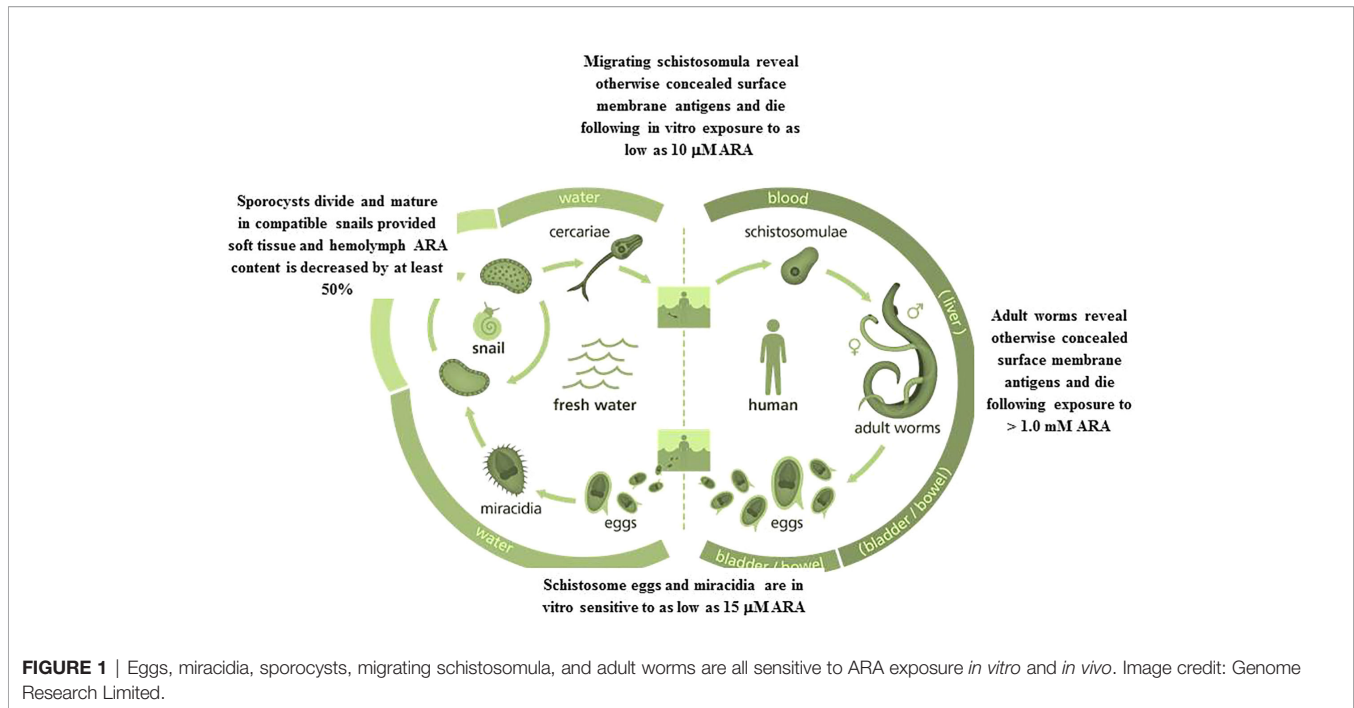 Migrating schistosomula reveal
otherwise concealed surface
membrane antigens and die
following in vitro exposure to as
low as 10 µM ARA
Sporocysts divide and mature
in compatible snails provided
soft tissue and hemolymph ARA
content is decreased by at least
50%
water
blood
cercariae
schistosomulae
(liver)
♂
♀
snail
fresh water
human
adult worms
Adult worms reveal
otherwise concealed
surface membrane
antigens and die
following exposure to
> 1.0 mM ARA
miracidia
eggs
eggs
water
bladder / bowel
(bladder / bowel)
Schistosome eggs and miracidia are in
vitro sensitive to as low as 15 µM ARA
FIGURE 1 | Eggs, miracidia, sporocysts, migrating schistosomula, and adult worms are all sensitive to ARA exposure in vitro and in vivo. Image credit: Genome
Research Limited.